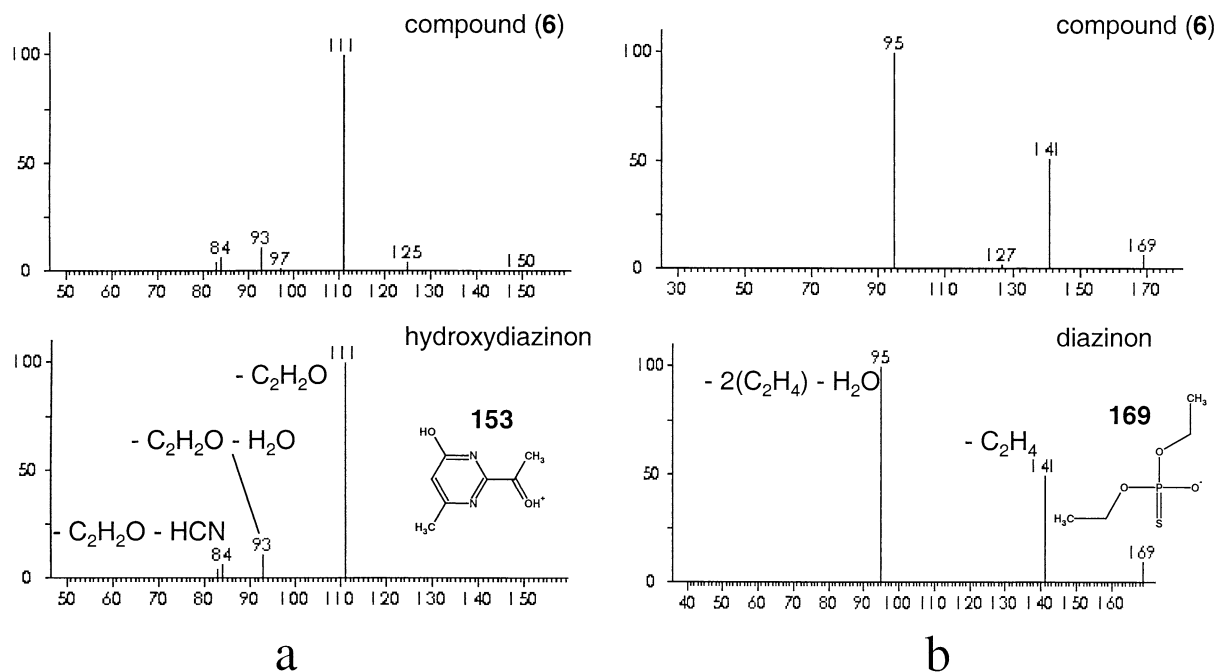 compound (6)
111
100
50
0
84
93
97
125
150
50 60 70 80 90 100 110 120 130 140 150
compound (6)
95
100
141
50
127
169
0
30 50 70 90 110 130 150 170
hydroxydiazinon
111
100
- C₂H₂O
153
HO
N
CH₃
N
OH⁺
H₃C
- C₂H₂O - H₂O
50
- C₂H₂O - HCN
84
93
0
50 60 70 80 90 100 110 120 130 140 150
a
diazinon
95
100
- 2(C₂H₄) - H₂O
169
CH₃
- C₂H₄
141
50
O
O
P
O⁻
S
H₃C
169
0
40 50 60 70 80 90 100 110 120 130 140 150 160
b